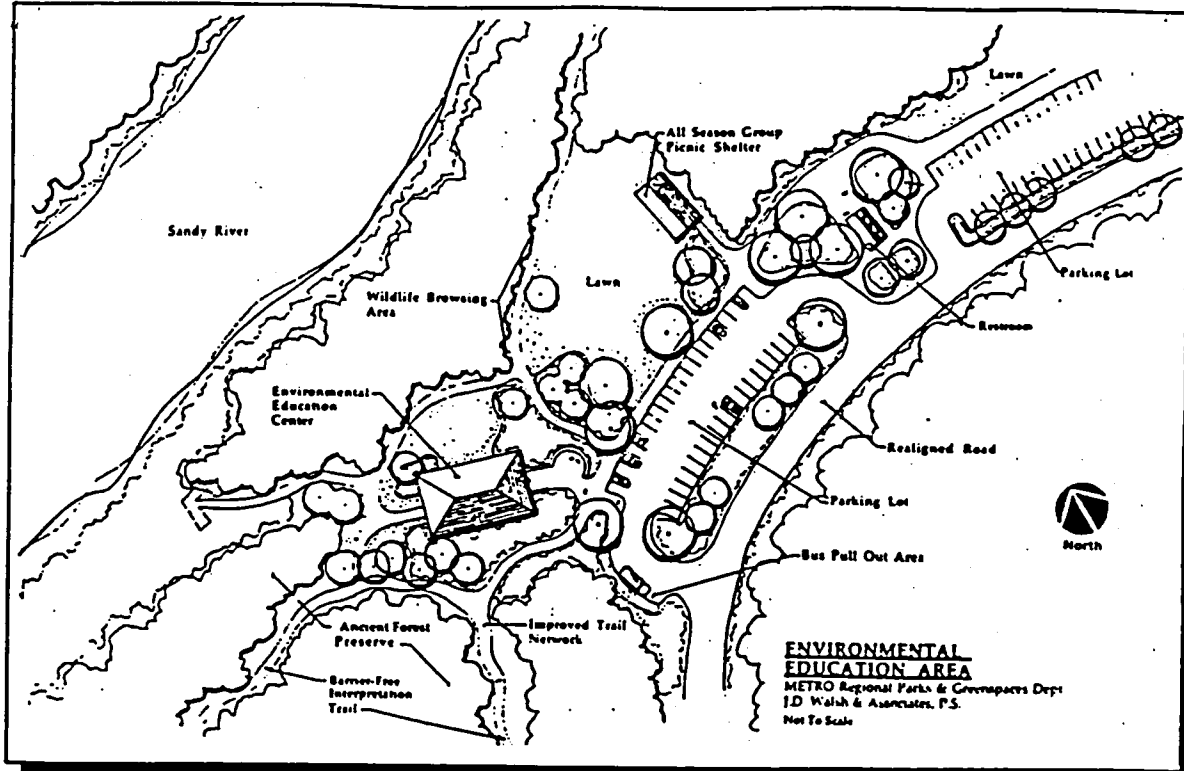 Lawn
All Season Group
Picnic Shelter
Sandy River
Parking Lot
Wildlife Browsing
Area
Lawn
Restroom
Environmental
Education
Center
Realigned Road
Parking Lot
North
Bus Pull Out Area
Ancient Forest
Preserve
Improved Trail
Network
Barrier-Free
Interpretation
Trail
ENVIRONMENTAL
EDUCATION AREA
METRO Regional Parks & Greenspaces Dept
J.D. Walsh & Associates, P.S.
Not To Scale